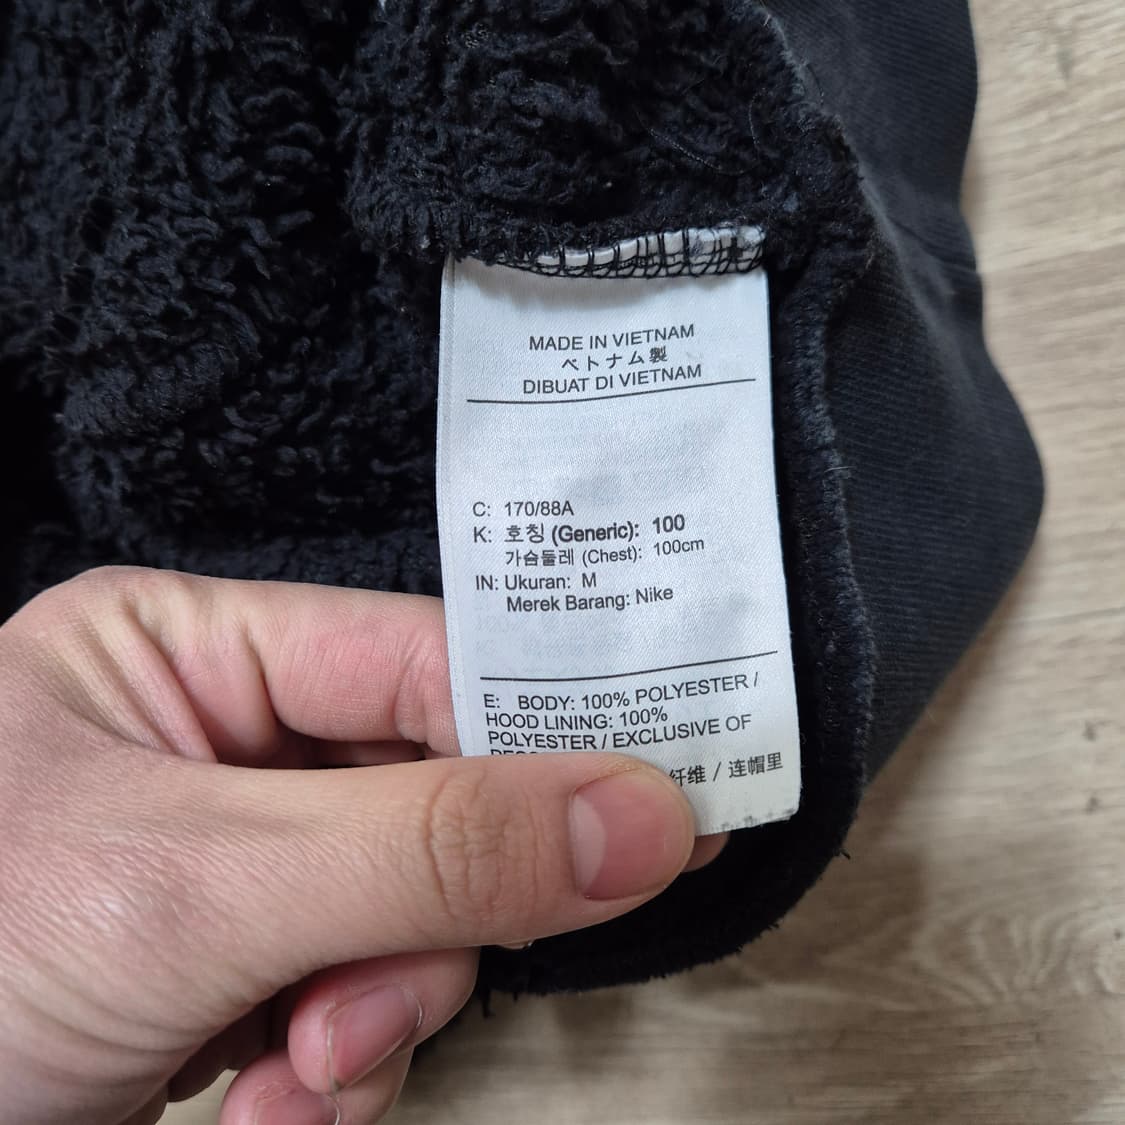 MADE IN VIETNAM
ベトナム製
DIBUAT DI VIETNAM
C: 170/88A
K: 호칭 (Generic): 100
가슴둘레 (Chest): 100cm
IN: Ukuran: M
Merek Barang: Nike
E: BODY: 100% POLYESTER /
HOOD LINING: 100%
POLYESTER / EXCLUSIVE OF
纤维 / 连帽里